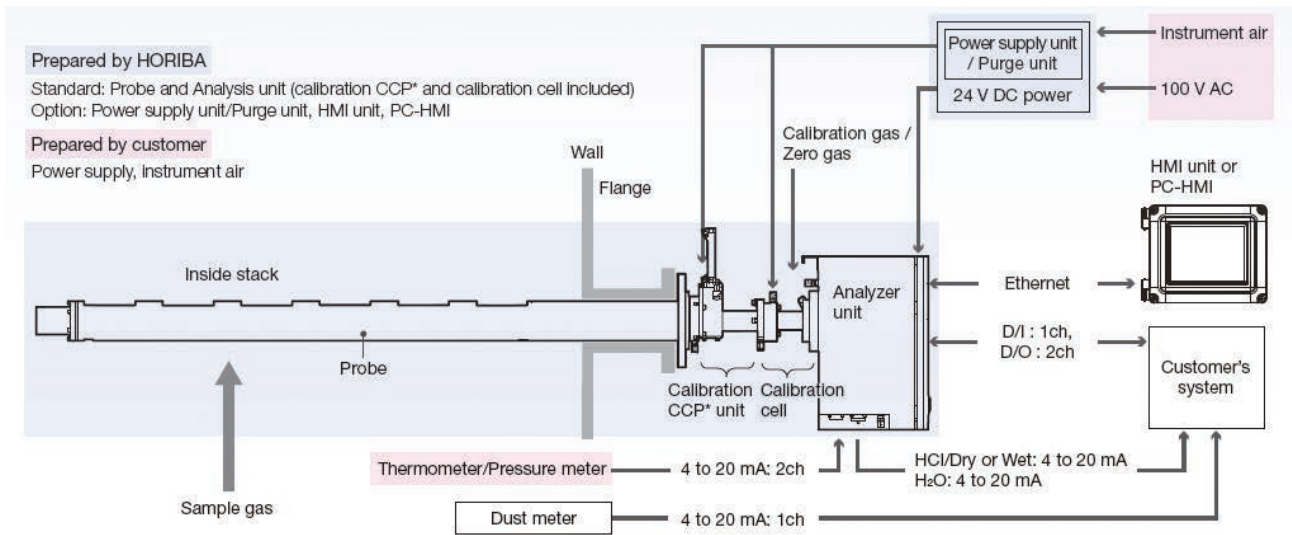 Prepared by HORIBA
Standard: Probe and Analysis unit (calibration CCP* and calibration cell included)
Option: Power supply unit/Purge unit, HMI unit, PC-HMI
Prepared by customer
Power supply, Instrument air
Power supply unit
/ Purge unit
24 V DC power
Instrument air
100 V AC
Calibration gas /
Zero gas
Wall
Flange
HMI unit or
PC-HMI
Inside stack
Probe
Analyzer
unit
Ethernet
D/I : 1ch,
D/O : 2ch
Customer's
system
Calibration
CCP* unit
Calibration
cell
Thermometer/Pressure meter
4 to 20 mA: 2ch
HCl/Dry or Wet: 4 to 20 mA
H₂O: 4 to 20 mA
Sample gas
Dust meter
4 to 20 mA: 1ch